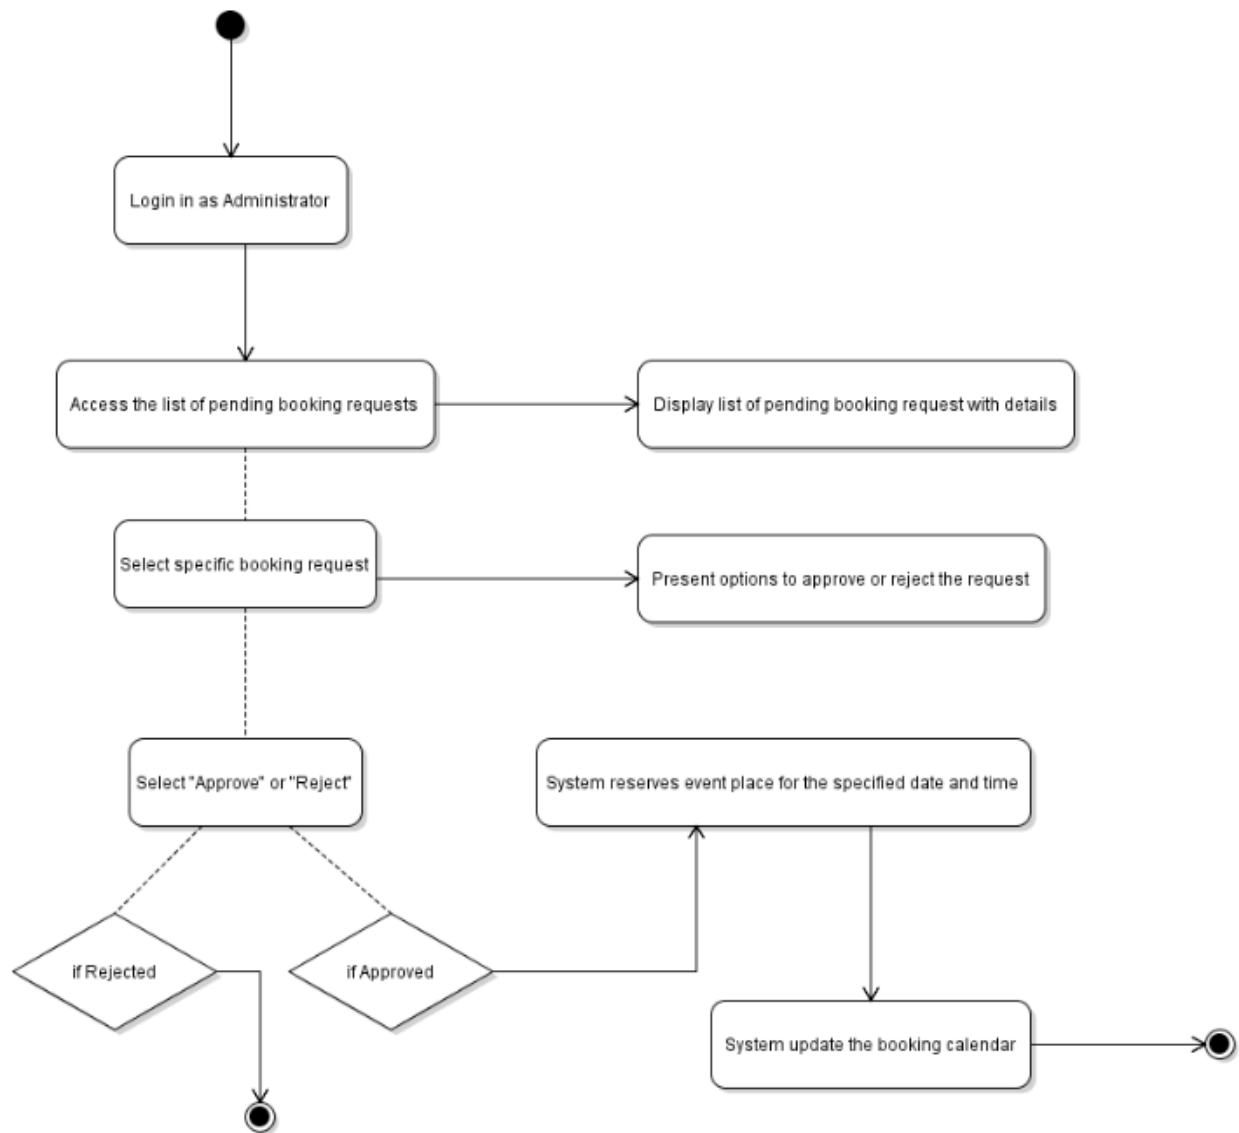 Login in as Administrator
Access the list of pending booking requests
Display list of pending booking request with details
Select specific booking request
Present options to approve or reject the request
Select "Approve" or "Reject"
System reserves event place for the specified date and time
if Rejected
if Approved
System update the booking calendar